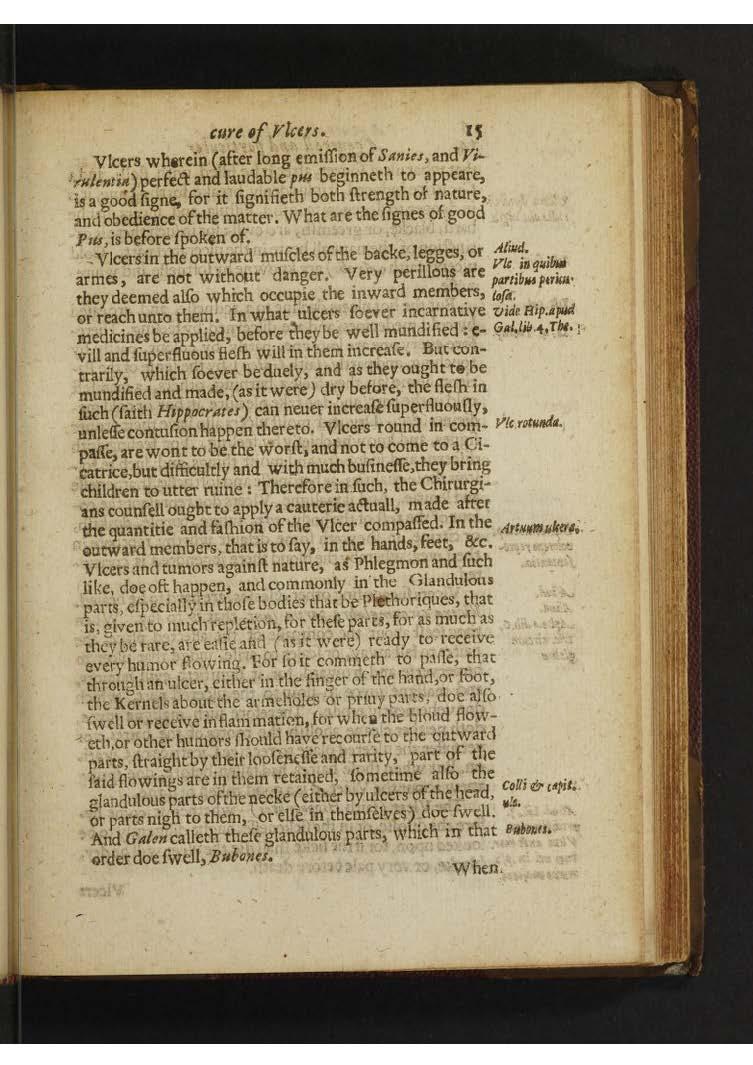 cure of Vlcers. 15
Vlcers wherein (after long emiſſion of Sanies, and Vi-
rulentia) perfect and laudable pus beginneth to appeare,
is a good ſigne, for it ſignifieth both ſtrength of nature,
and obedience of the matter. What are the ſignes of good
Pus, is before ſpoken of.
Vlcers in the outward muſcles of the backe, legges, or
armes, are not without danger. Very perillous are
they deemed alſo which occupie the inward members,
or reach unto them. In what ulcers ſoever incarnative
medicines be applied, before they be well mundified : e-
vill and ſuperfluous fleſh will in them increaſe. But con-
trarily, which ſoever be duely, and as they ought to be
mundified and made, (as it were) dry before, the fleſh in
ſuch (ſaith Hippocrates) can neuer increaſe ſuperfluouſly,
unleſſe contuſion happen thereto. Vlcers round in com-
paſſe, are wont to be the worſt, and not to come to a Ci-
catrice, but difficultly and with much buſineſſe, they bring
children to utter ruine : Therefore in ſuch, the Chirurgi-
ans counſell ought to apply a cauterie actuall, made after
the quantitie and faſhion of the Vlcer compaſſed. In the
outward members, that is to ſay, in the hands, feet, &c.
Vlcers and tumors againſt nature, as Phlegmon and ſuch
like, doe oft happen, and commonly in the Glandulous
parts, eſpecially in thoſe bodies that be Plethoriques, that
is, given to much repletion, for theſe parts, for as much as
they be rare, are eaſie and (as it were) ready to receive
every humor flowing. For ſo it commeth to paſſe, that
through an ulcer, either in the finger of the hand, or foot,
the Kernels about the armeholes or privy parts, doe alſo
ſwell or receive inflammation, for when the bloud flow-
eth, or other humors ſhould have recourſe to the outward
parts, ſtraight by their looſeneſſe and rarity, part of the
ſaid flowings are in them retained, ſometime alſo the
glandulous parts of the necke (either by ulcers of the head,
or parts nigh to them, or elſe in themſelves) doe ſwell.
And Galen calleth theſe glandulous parts, which in that
order doe ſwell, Bubones.
When
Aliud.
Vlc in quibus
partibus pericu-
loſa.
Vide Hip. apud
Gal. lib. 4, The.
Vlc rotunda.
Artuum ulcera.
Colli & capit.
ulc.
Bubones.